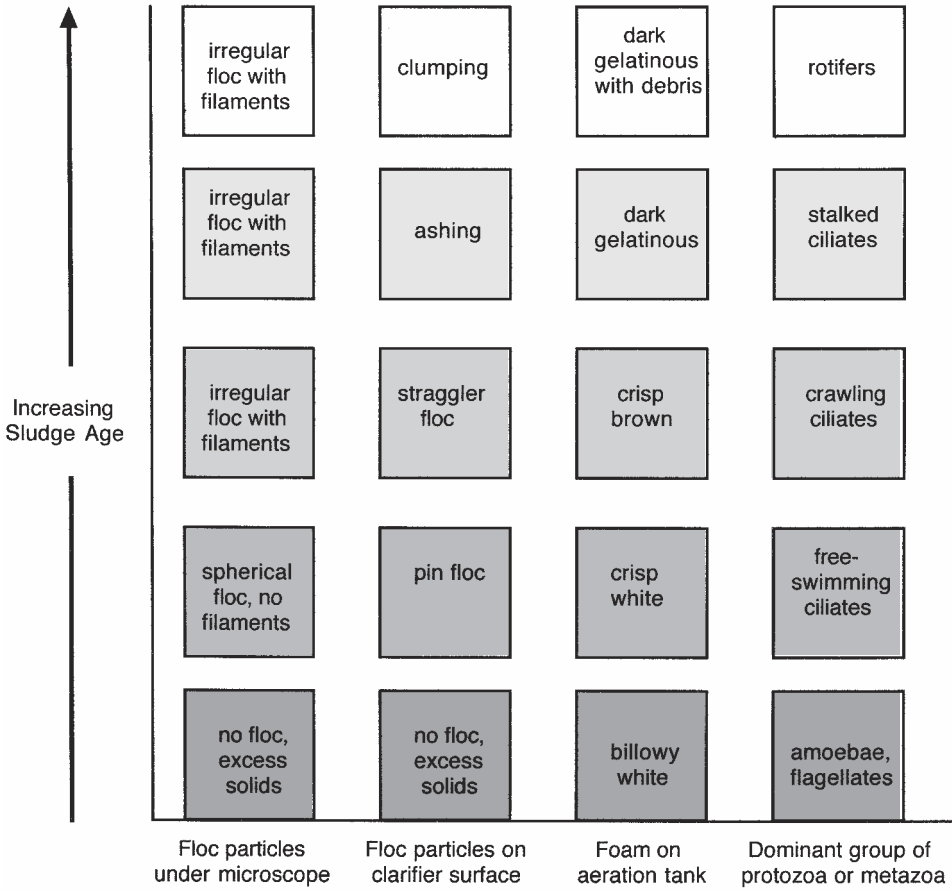 irregular
floc with
filaments
clumping
dark
gelatinous
with debris
rotifers
irregular
floc with
filaments
ashing
dark
gelatinous
stalked
ciliates
Increasing
Sludge Age
irregular
floc with
filaments
straggler
floc
crisp
brown
crawling
ciliates
spherical
floc, no
filaments
pin floc
crisp
white
free-
swimming
ciliates
no floc,
excess
solids
no floc,
excess
solids
billowy
white
amoebae,
flagellates
Floc particles
under microscope
Floc particles on
clarifier surface
Foam on
aeration tank
Dominant group of
protozoa or metazoa